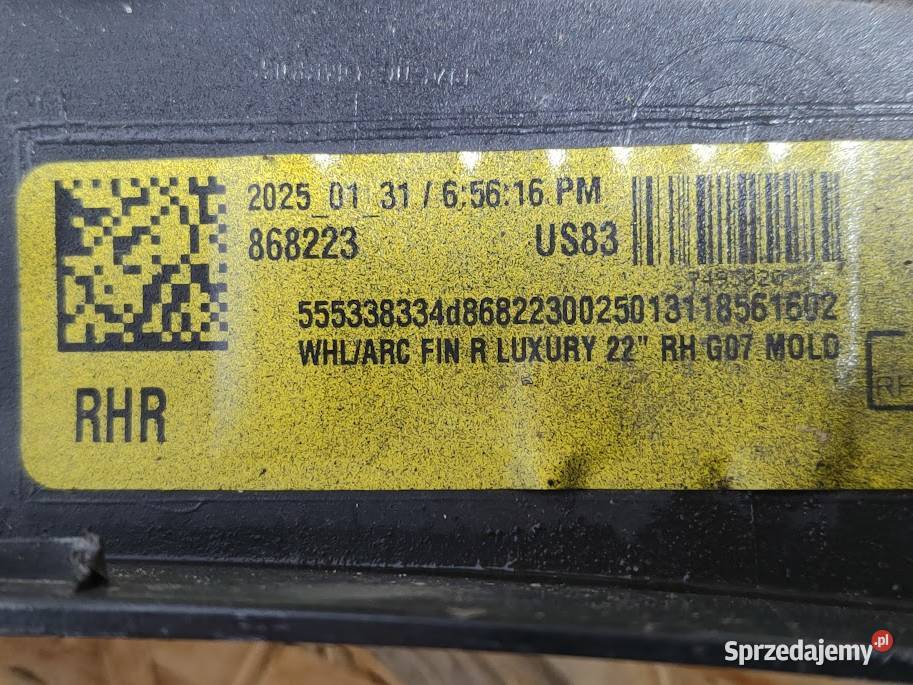 2025_01_31 / 6:56:16 PM
868223 US83
555338334d8682230025013118561602
WHL/ARC FIN R LUXURY 22" RH G07 MOLD
RHR
RH
Sprzedajemy.pl